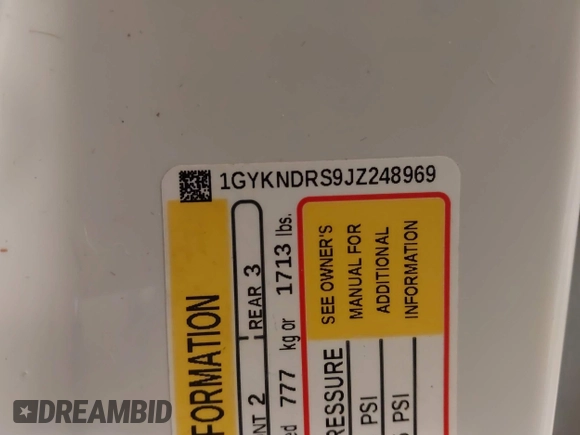 1GYKNDRS9JZ248969
FORMATION
NT 2
REAR 3
777 kg or 1713 lbs.
SEE OWNER'S
MANUAL FOR
ADDITIONAL
INFORMATION
RESSURE
PSI
PSI
DREAMBID